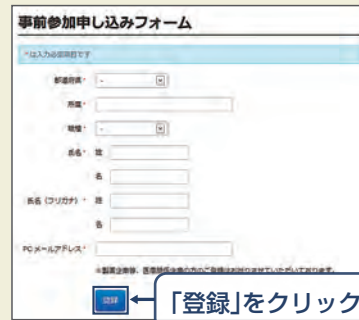 事前参加申し込みフォーム
*は入力必須項目です
都道府県* -
所属*
職種* -
氏名* 姓
名
氏名(フリガナ)* 姓
名
PCメールアドレス*
登録
「登録」をクリック